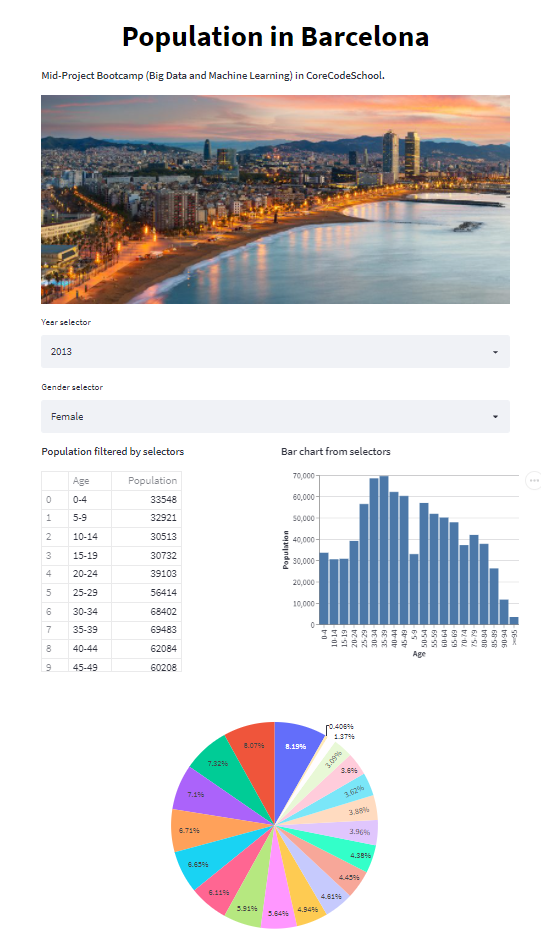 Population in Barcelona
Mid-Project Bootcamp (Big Data and Machine Learning) in CoreCodeSchool.
Year selector
2013
Gender selector
Female
Population filtered by selectors
Age Population
0 0-4 33548
1 5-9 32921
2 10-14 30513
3 15-19 30732
4 20-24 39103
5 25-29 56414
6 30-34 68402
7 35-39 69483
8 40-44 62084
9 45-49 60208
Bar chart from selectors
70,000
60,000
50,000
40,000
30,000
20,000
10,000
0
Population
0-4
10-14
15-19
20-24
25-29
30-34
35-39
40-44
45-49
5-9
50-54
55-59
60-64
65-69
70-74
75-79
80-84
85-89
90-94
>=95
Age
8.19%
8.07%
7.32%
7.1%
6.71%
6.65%
6.11%
5.91%
5.64%
4.94%
4.61%
4.45%
4.38%
3.96%
3.88%
3.62%
3.6%
3.09%
1.37%
0.406%